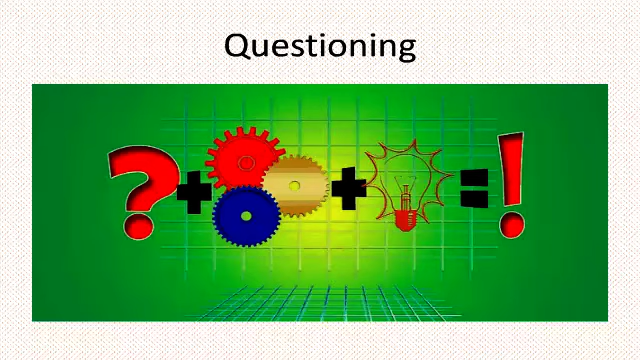 Questioning
? + + = !